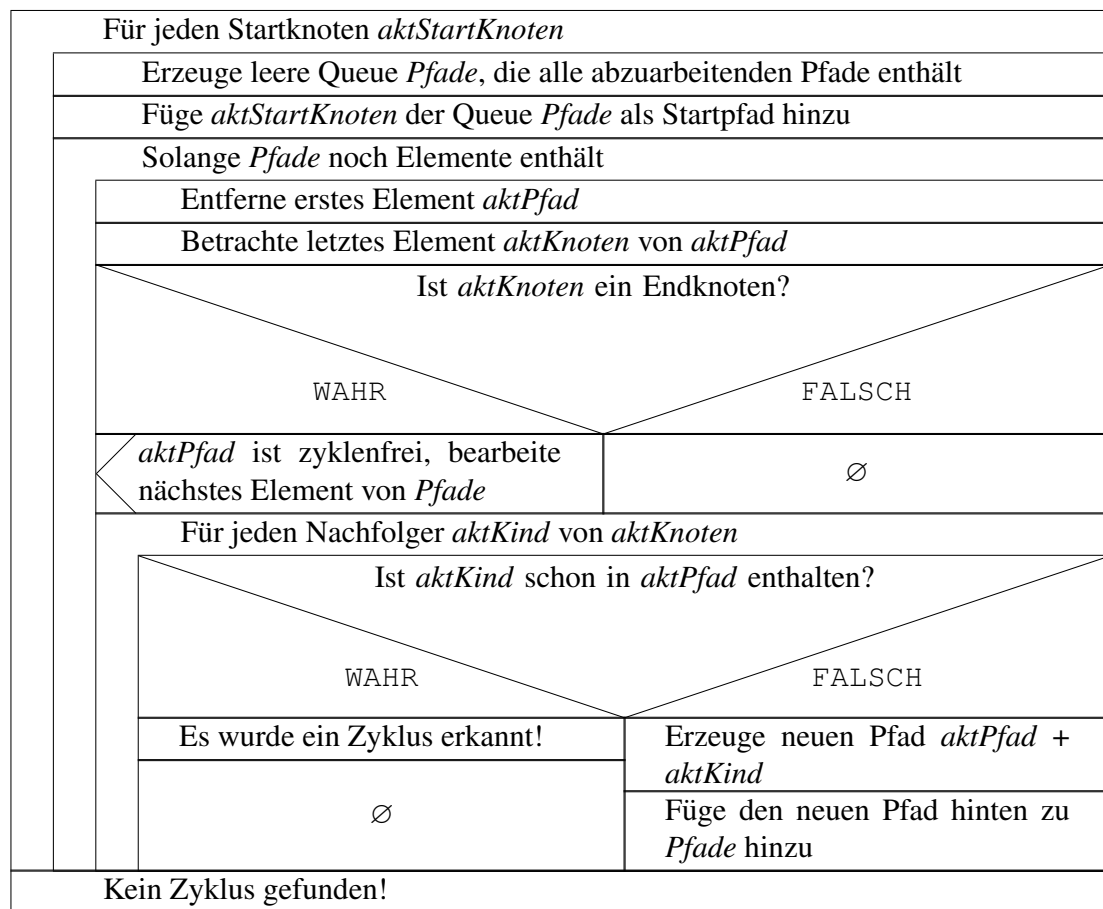 Für jeden Startknoten aktStartKnoten
Erzeuge leere Queue Pfade, die alle abzuarbeitenden Pfade enthält
Füge aktStartKnoten der Queue Pfade als Startpfad hinzu
Solange Pfade noch Elemente enthält
Entferne erstes Element aktPfad
Betrachte letztes Element aktKnoten von aktPfad
Ist aktKnoten ein Endknoten?
WAHR
FALSCH
aktPfad ist zyklenfrei, bearbeite
nächstes Element von Pfade
∅
Für jeden Nachfolger aktKind von aktKnoten
Ist aktKind schon in aktPfad enthalten?
WAHR
FALSCH
Es wurde ein Zyklus erkannt!
∅
Erzeuge neuen Pfad aktPfad +
aktKind
Füge den neuen Pfad hinten zu
Pfade hinzu
Kein Zyklus gefunden!